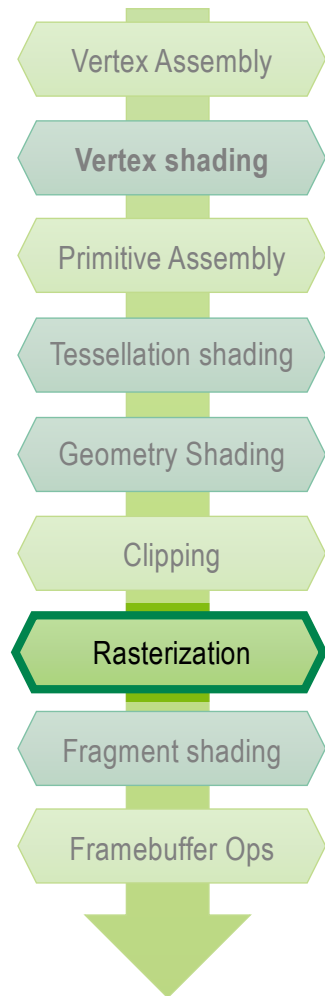 Vertex Assembly
Vertex shading
Primitive Assembly
Tessellation shading
Geometry Shading
Clipping
Rasterization
Fragment shading
Framebuffer Ops